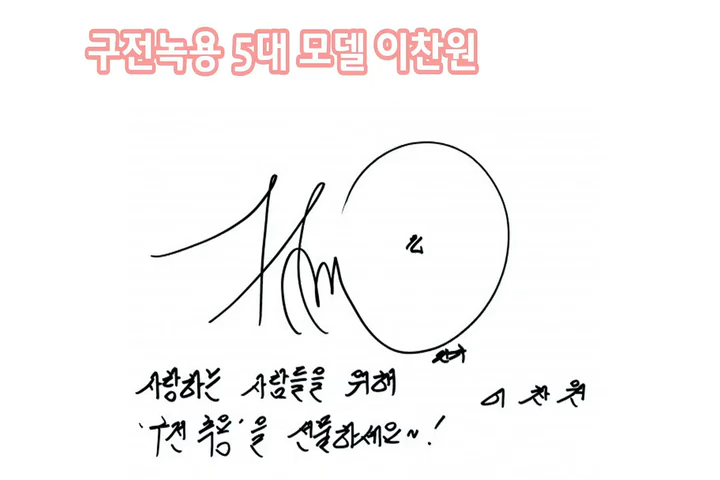 구전녹용 5대 모델 이찬원
사랑하는 사람들을 위해
이찬원
'구전 녹용'을 선물하세요~!